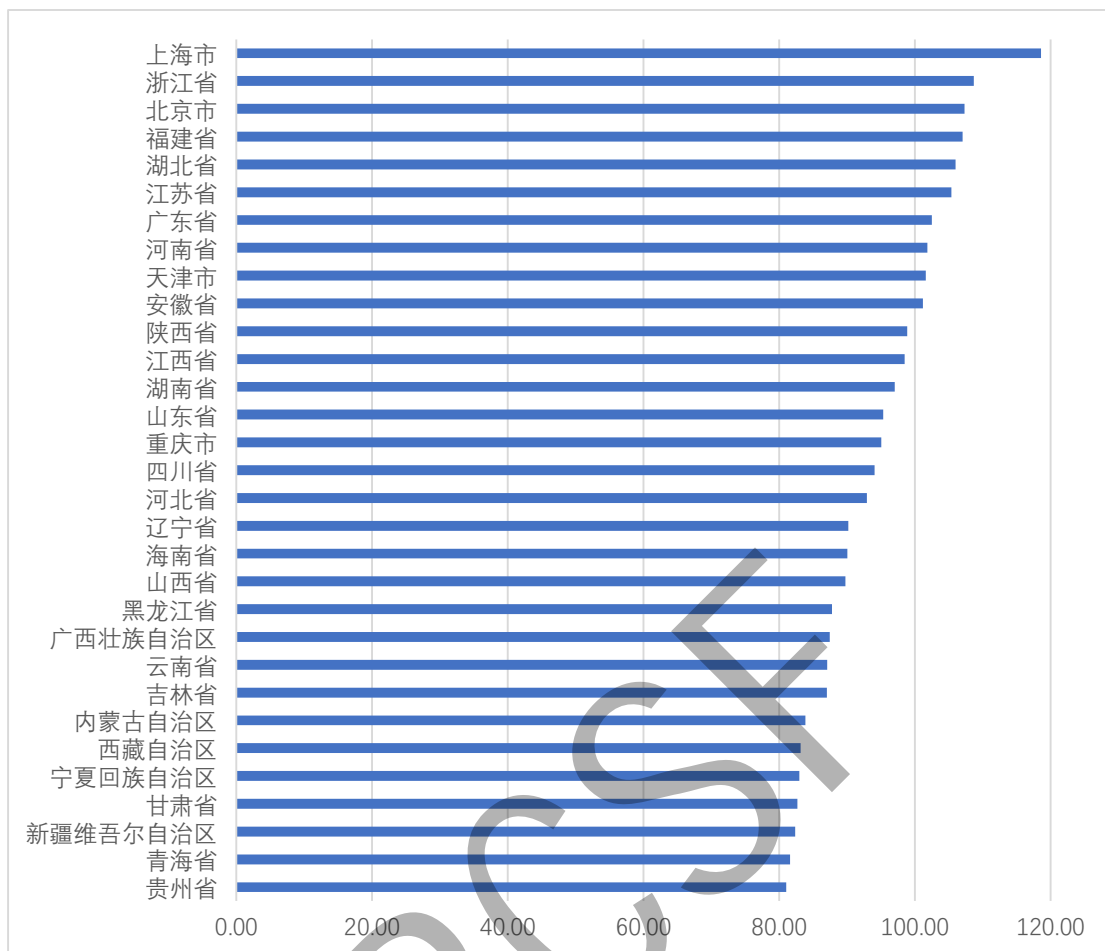 上海市
浙江省
北京市
福建省
湖北省
江苏省
广东省
河南省
天津市
安徽省
陕西省
江西省
湖南省
山东省
重庆市
四川省
河北省
辽宁省
海南省
山西省
黑龙江省
广西壮族自治区
云南省
吉林省
内蒙古自治区
西藏自治区
宁夏回族自治区
甘肃省
新疆维吾尔自治区
青海省
贵州省
0.00 20.00 40.00 60.00 80.00 100.00 120.00
CSF